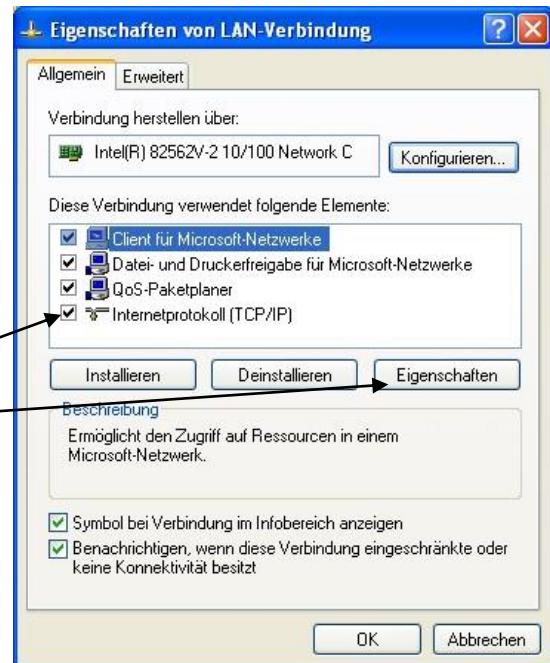 Eigenschaften von LAN-Verbindung
Allgemein Erweitert
Verbindung herstellen über:
Intel(R) 82562V-2 10/100 Network C Konfigurieren...
Diese Verbindung verwendet folgende Elemente:
Client für Microsoft-Netzwerke
Datei- und Druckerfreigabe für Microsoft-Netzwerke
QoS-Paketplaner
Internetprotokoll (TCP/IP)
Installieren Deinstallieren Eigenschaften
Beschreibung
Ermöglicht den Zugriff auf Ressourcen in einem
Microsoft-Netzwerk.
Symbol bei Verbindung im Infobereich anzeigen
Benachrichtigen, wenn diese Verbindung eingeschränkte oder
keine Konnektivität besitzt
OK Abbrechen